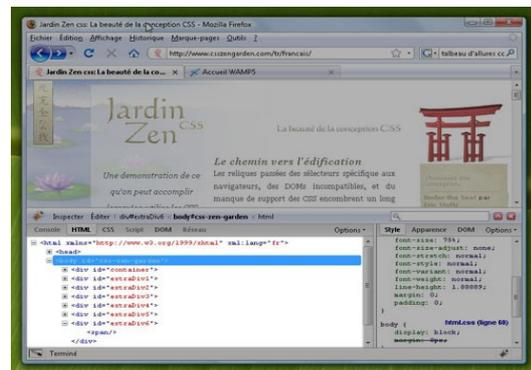 Jardin Zen css: La beauté de la conception CSS - Mozilla Firefox
Fichier Édition Affichage Historique Marque-pages Outils ?
http://www.csszengarden.com/tr/francais/
talbeau d'allures cc
Jardin Zen css: La beauté de la co...
Accueil WAMP5
Jardin
Zen CSS
La beauté de la conception CSS
Une demonstration de ce
qu'on peut accomplir
Le chemin vers l'édification
Les reliques passées des sélecteurs spécifique aux
navigateurs, des DOMs incompatibles, et du
manque de support des CSS encombrent un long
Inspecter Éditer div#extraDiv6 < body#css-zen-garden < html
Console HTML CSS Script DOM Réseau Options
<html xmlns="http://www.w3.org/1999/xhtml" xml:lang="fr">
<head>
<body id="css-zen-garden">
<div id="container">
<div id="extraDiv1">
<div id="extraDiv2">
<div id="extraDiv3">
<div id="extraDiv4">
<div id="extraDiv5">
<div id="extraDiv6">
<span/>
</div>
Style Apparence DOM Options
font-size: 75%;
font-size-adjust: none;
font-stretch: normal;
font-style: normal;
font-variant: normal;
font-weight: normal;
line-height: 1.88889;
margin: 0;
padding: 0;
}
body { html.css (ligne 68)
display: block;
margin: 8px;
Terminé